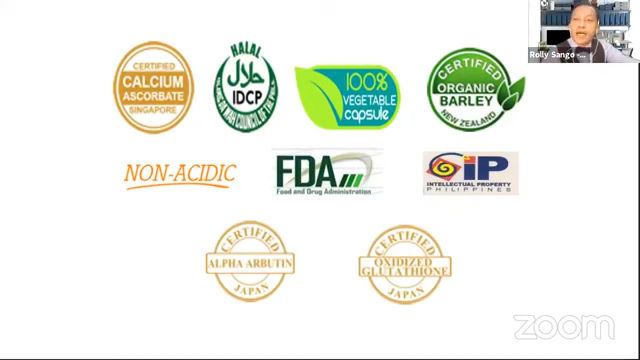 Rolly Sango -...
CERTIFIED
CALCIUM
ASCORBATE
SINGAPORE
HALAL
حلال
IDCP
100%
VEGETABLE
capsule
CERTIFIED
ORGANIC
BARLEY
NEW ZEALAND
NON-ACIDIC
FDA
Food and Drug Administration
iP
INTELLECTUAL PROPERTY
PHILIPPINES
CERTIFIED
ALPHA ARBUTIN
JAPAN
CERTIFIED
OXIDIZED
GLUTATHIONE
JAPAN
zoom